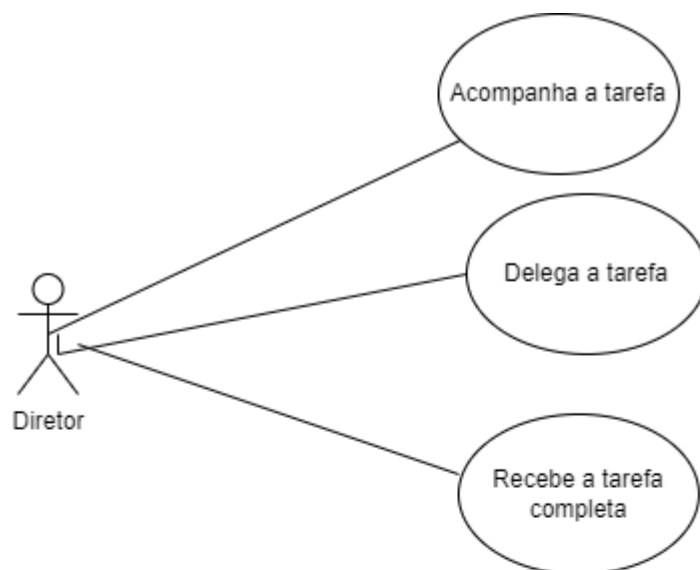 Acompanha a tarefa
Delega a tarefa
Diretor
Recebe a tarefa
completa